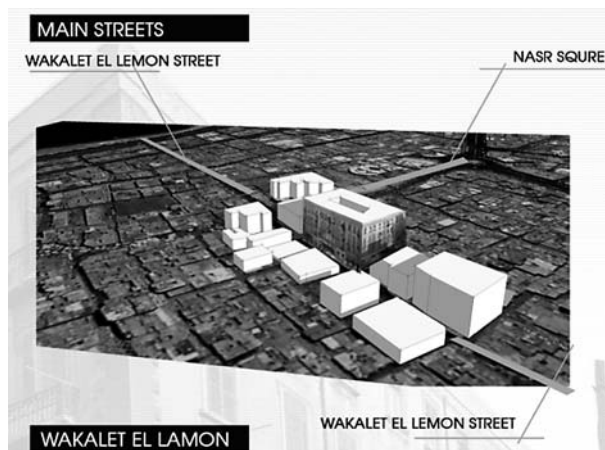 MAIN STREETS
WAKALET EL LEMON STREET
NASR SQURE
WAKALET EL LEMON STREET
WAKALET EL LAMON